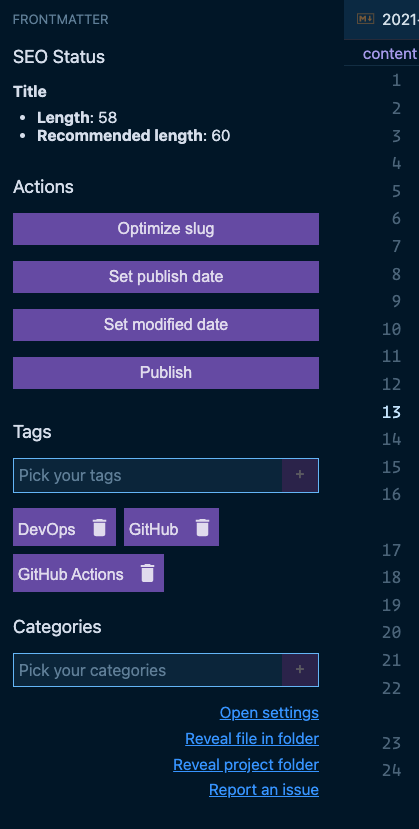 FRONTMATTER
SEO Status
Title
• Length: 58
• Recommended length: 60
Actions
Optimize slug
Set publish date
Set modified date
Publish
Tags
Pick your tags +
DevOps GitHub
GitHub Actions
Categories
Pick your categories +
Open settings
Reveal file in folder
Reveal project folder
Report an issue
M↓ 2021-
content
1
2
3
4
5
6
7
8
9
10
11
12
13
14
15
16
17
18
19
20
21
22
23
24